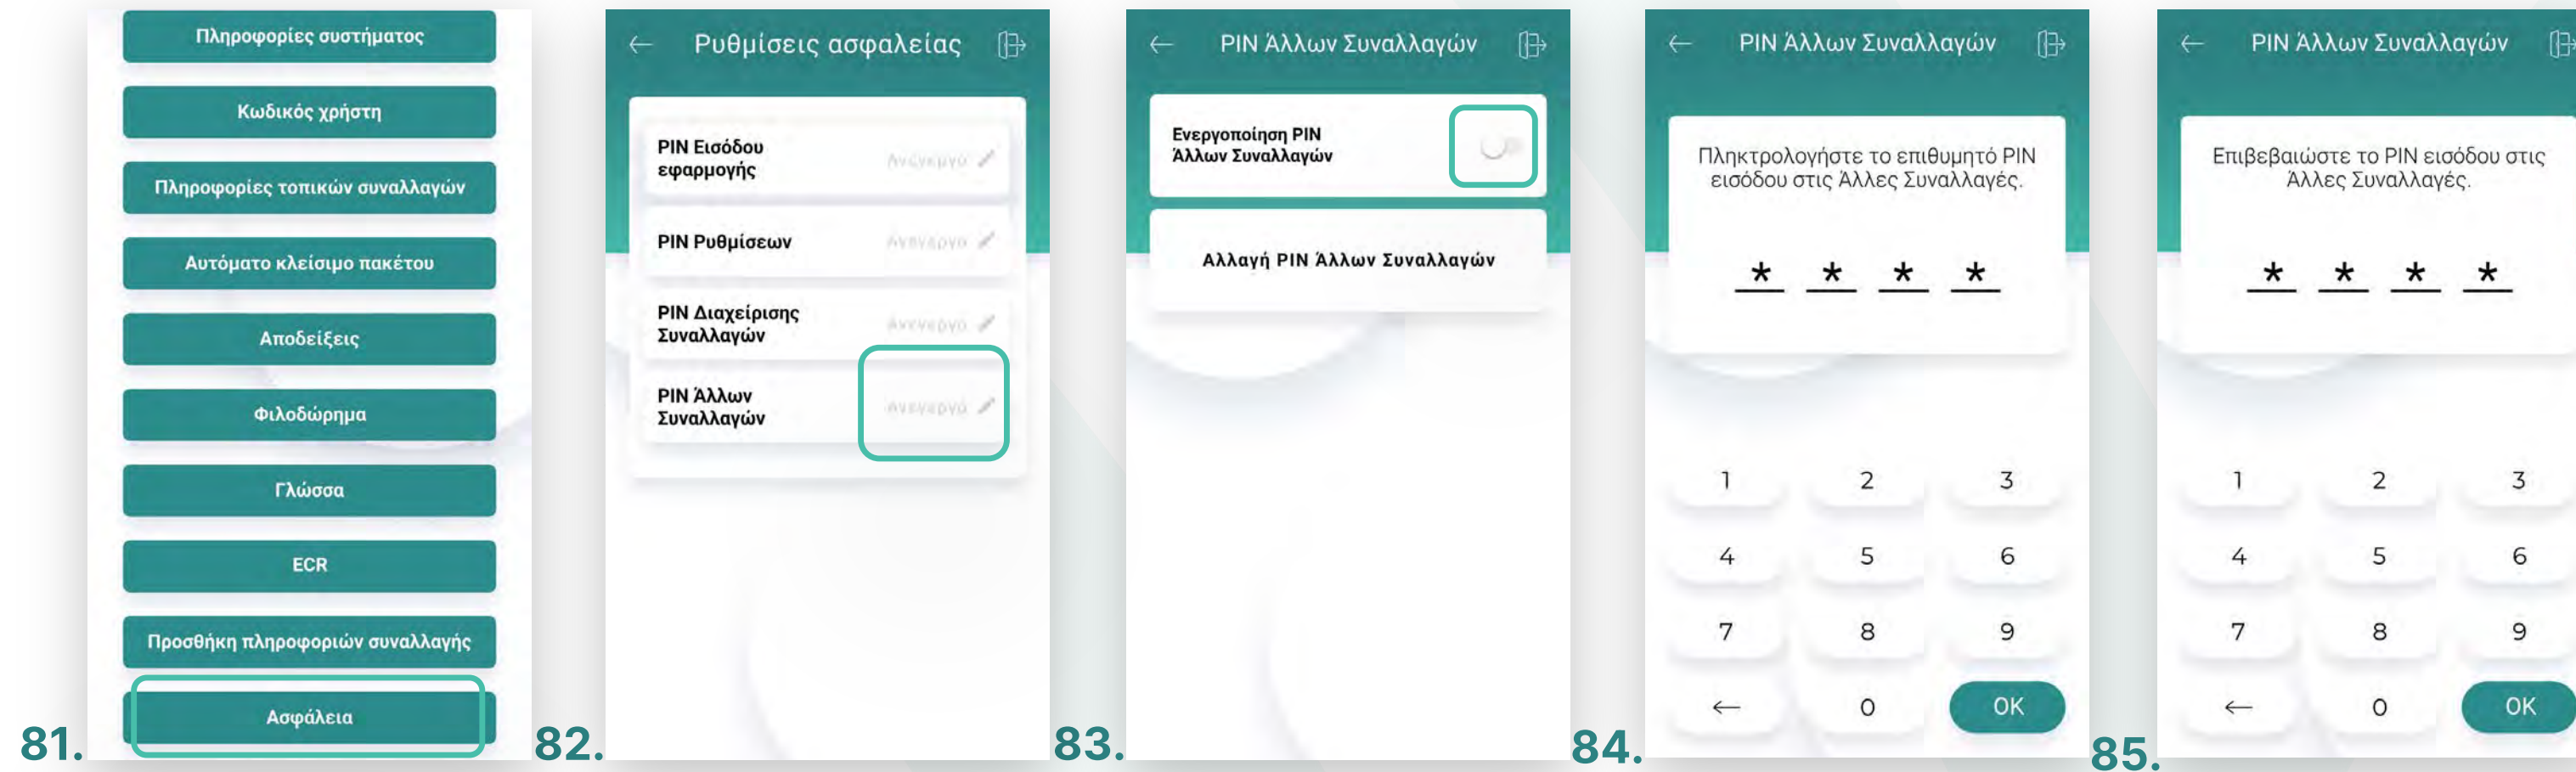 Πληροφορίες συστήματος
Κωδικός χρήστη
Πληροφορίες τοπικών συναλλαγών
Αυτόματο κλείσιμο πακέτου
Αποδείξεις
Φιλοδώρημα
Γλώσσα
ECR
Προσθήκη πληροφοριών συναλλαγής
Ασφάλεια
81.
Ρυθμίσεις ασφαλείας
PIN Εισόδου
εφαρμογής
Ανενεργό
PIN Ρυθμίσεων
Ανενεργό
PIN Διαχείρισης
Συναλλαγών
Ανενεργό
PIN Άλλων
Συναλλαγών
Ανενεργό
82.
PIN Άλλων Συναλλαγών
Ενεργοποίηση PIN
Άλλων Συναλλαγών
Αλλαγή PIN Άλλων Συναλλαγών
83.
PIN Άλλων Συναλλαγών
Πληκτρολογήστε το επιθυμητό PIN
εισόδου στις Άλλες Συναλλαγές.
* * * *
1 2 3
4 5 6
7 8 9
← 0 OK
84.
PIN Άλλων Συναλλαγών
Επιβεβαιώστε το PIN εισόδου στις
Άλλες Συναλλαγές.
* * * *
1 2 3
4 5 6
7 8 9
← 0 OK
85.